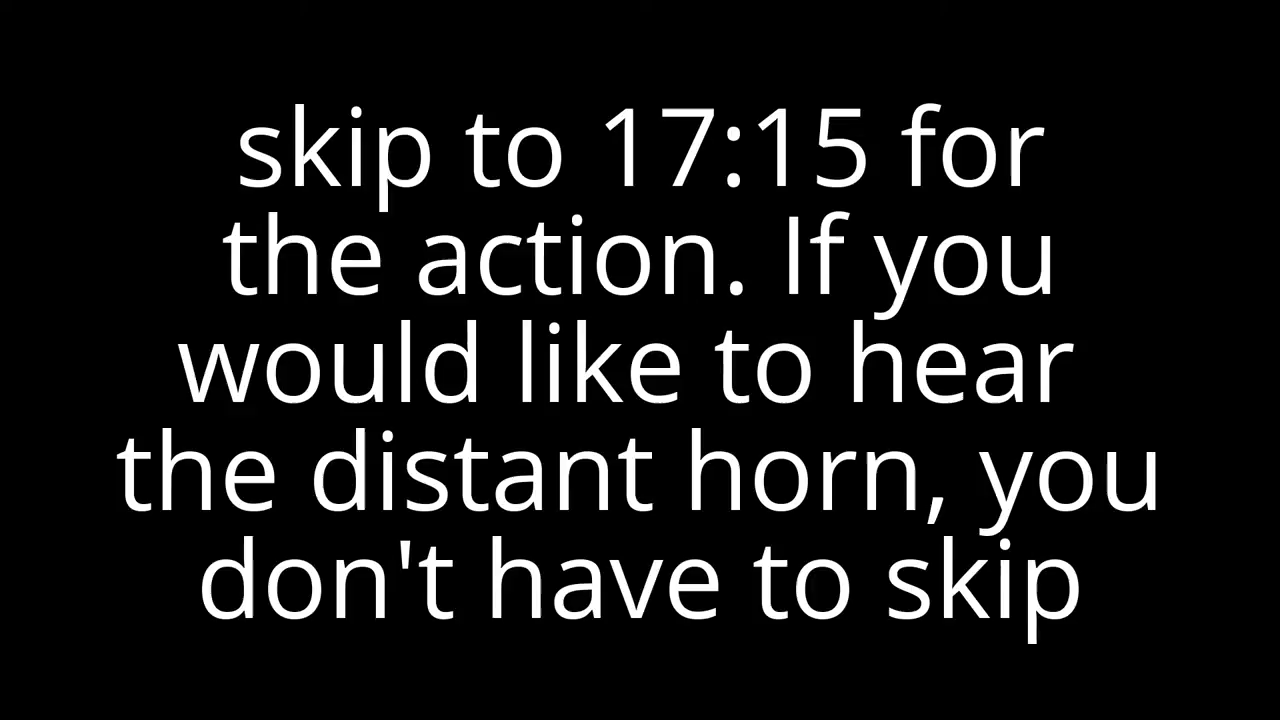 skip to 17:15 for
the action. If you
would like to hear
the distant horn, you
don't have to skip